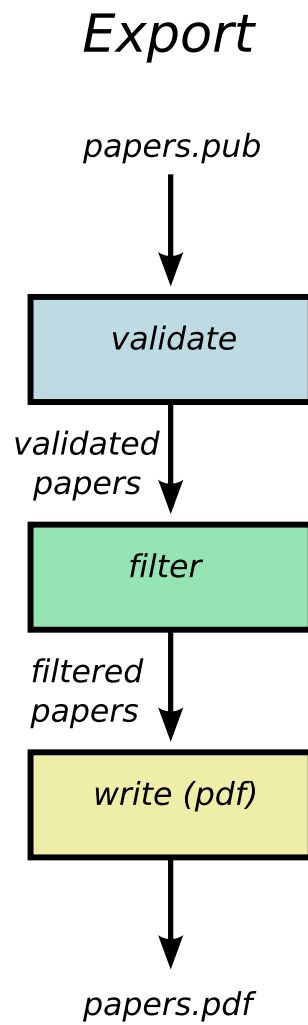 Export
papers.pub
validate
validated
papers
filter
filtered
papers
write (pdf)
papers.pdf